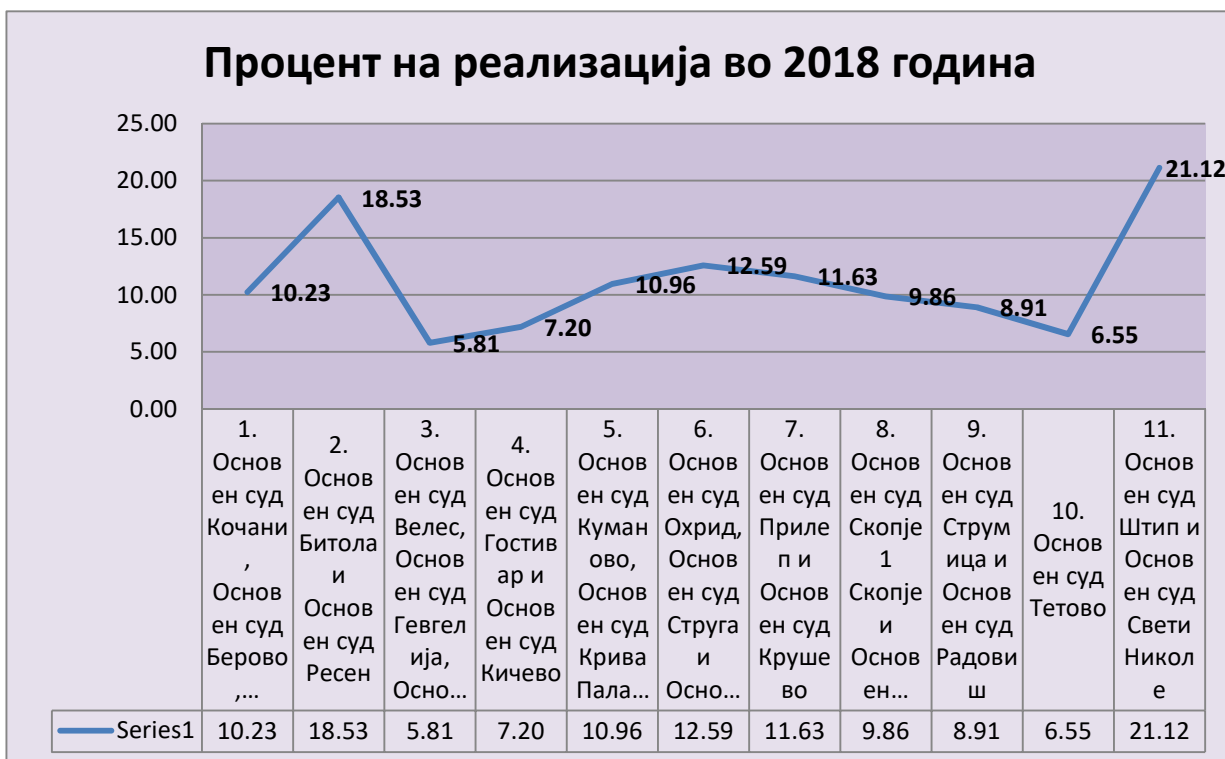 Процент на реализација во 2018 година
25.00
20.00
15.00
10.00
5.00
0.00
10.23
18.53
5.81
7.20
10.96
12.59
11.63
9.86
8.91
6.55
21.12
1.
Основ
ен суд
Кочани
,
Основ
ен суд
Берово
,…
2.
Основ
ен суд
Битола
и
Основ
ен суд
Ресен
3.
Основ
ен суд
Велес,
Основ
ен суд
Гевгел
ија,
Осно…
4.
Основ
ен суд
Гостив
ар и
Основ
ен суд
Кичево
5.
Основ
ен суд
Куман
ово,
Основ
ен суд
Крива
Пала…
6.
Основ
ен суд
Охрид,
Основ
ен суд
Струга
и
Осно…
7.
Основ
ен суд
Приле
п и
Основ
ен суд
Круше
во
8.
Основ
ен суд
Скопје
1
Скопје
и
Основ
ен…
9.
Основ
ен суд
Струм
ица и
Основ
ен суд
Радови
ш
10.
Основ
ен суд
Тетово
11.
Основ
ен суд
Штип и
Основ
ен суд
Свети
Никол
е
Series1 10.23 18.53 5.81 7.20 10.96 12.59 11.63 9.86 8.91 6.55 21.12